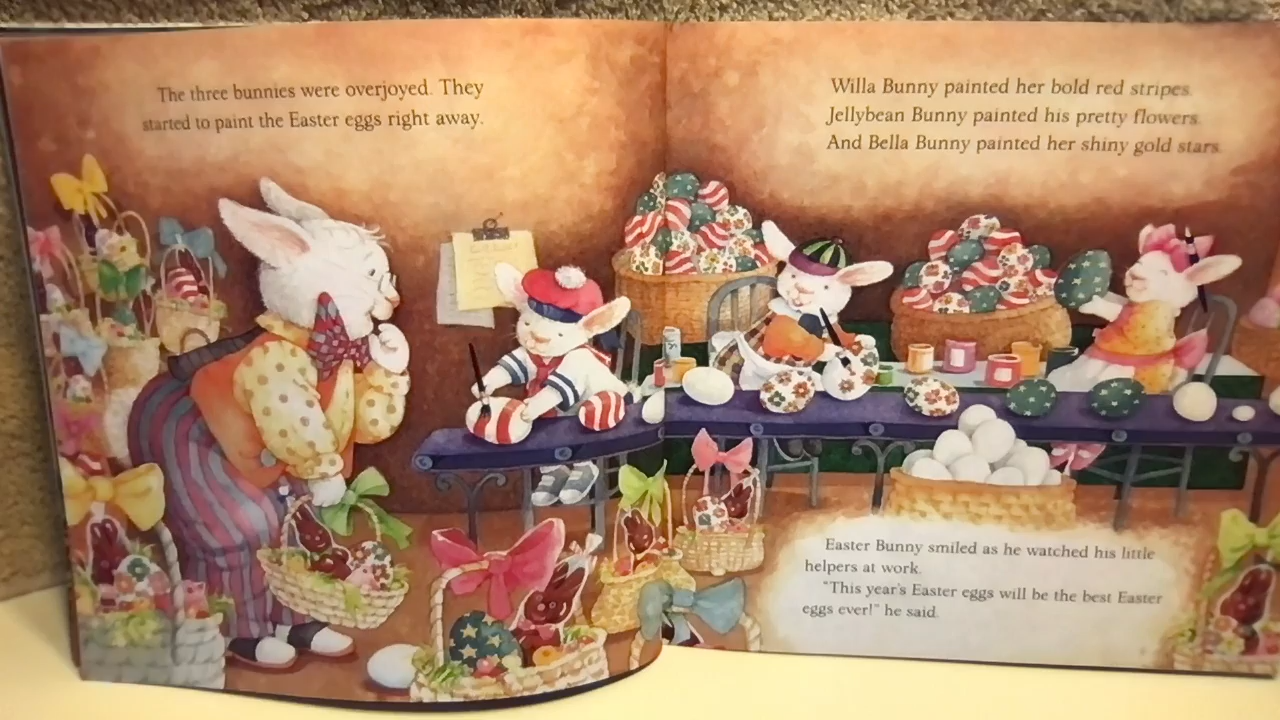 The three bunnies were overjoyed. They
started to paint the Easter eggs right away.
Willa Bunny painted her bold red stripes.
Jellybean Bunny painted his pretty flowers.
And Bella Bunny painted her shiny gold stars.
Easter Bunny smiled as he watched his little
helpers at work.
"This year's Easter eggs will be the best Easter
eggs ever!" he said.